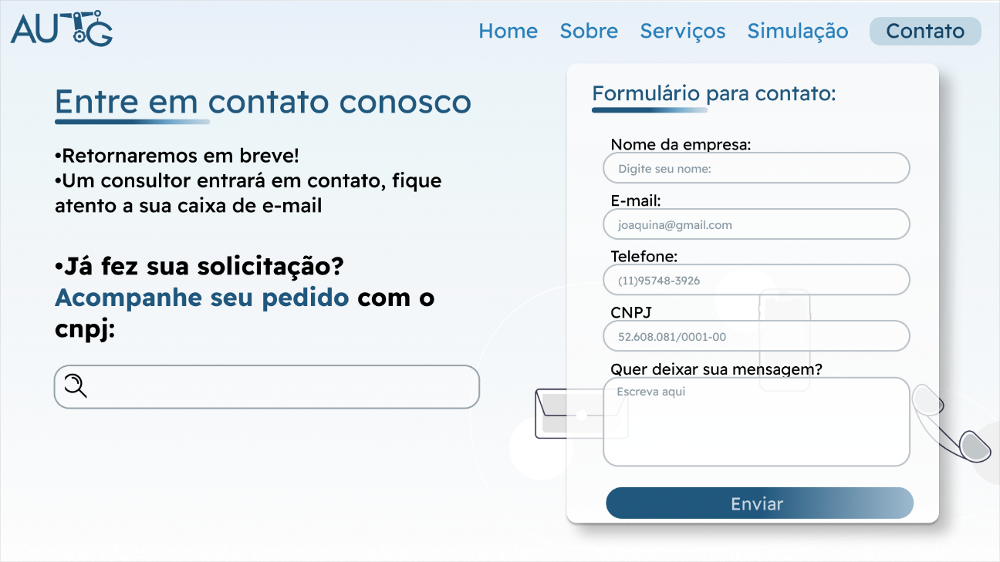 AUTG
Home Sobre Serviços Simulação Contato
Entre em contato conosco
•Retornaremos em breve!
•Um consultor entrará em contato, fique
atento a sua caixa de e-mail
•Já fez sua solicitação?
Acompanhe seu pedido com o
cnpj:
Formulário para contato:
Nome da empresa:
Digite seu nome:
E-mail:
joaquina@gmail.com
Telefone:
(11)95748-3926
CNPJ
52.608.081/0001-00
Quer deixar sua mensagem?
Escreva aqui
Enviar